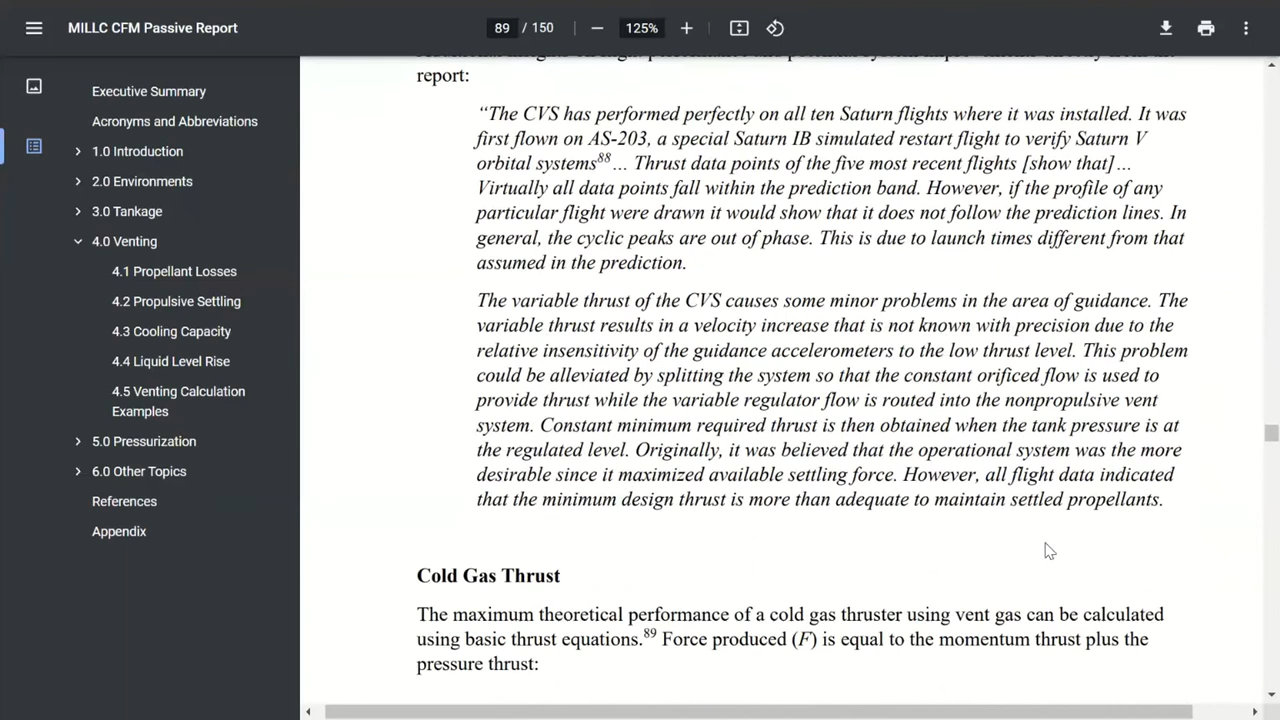 MILLC CFM Passive Report
89 / 150
125%
Executive Summary
Acronyms and Abbreviations
1.0 Introduction
2.0 Environments
3.0 Tankage
4.0 Venting
4.1 Propellant Losses
4.2 Propulsive Settling
4.3 Cooling Capacity
4.4 Liquid Level Rise
4.5 Venting Calculation
Examples
5.0 Pressurization
6.0 Other Topics
References
Appendix
report:
“The CVS has performed perfectly on all ten Saturn flights where it was installed. It was
first flown on AS-203, a special Saturn IB simulated restart flight to verify Saturn V
orbital systems88… Thrust data points of the five most recent flights [show that]…
Virtually all data points fall within the prediction band. However, if the profile of any
particular flight were drawn it would show that it does not follow the prediction lines. In
general, the cyclic peaks are out of phase. This is due to launch times different from that
assumed in the prediction.
The variable thrust of the CVS causes some minor problems in the area of guidance. The
variable thrust results in a velocity increase that is not known with precision due to the
relative insensitivity of the guidance accelerometers to the low thrust level. This problem
could be alleviated by splitting the system so that the constant orificed flow is used to
provide thrust while the variable regulator flow is routed into the nonpropulsive vent
system. Constant minimum required thrust is then obtained when the tank pressure is at
the regulated level. Originally, it was believed that the operational system was the more
desirable since it maximized available settling force. However, all flight data indicated
that the minimum design thrust is more than adequate to maintain settled propellants.
Cold Gas Thrust
The maximum theoretical performance of a cold gas thruster using vent gas can be calculated
using basic thrust equations.89 Force produced (F) is equal to the momentum thrust plus the
pressure thrust: